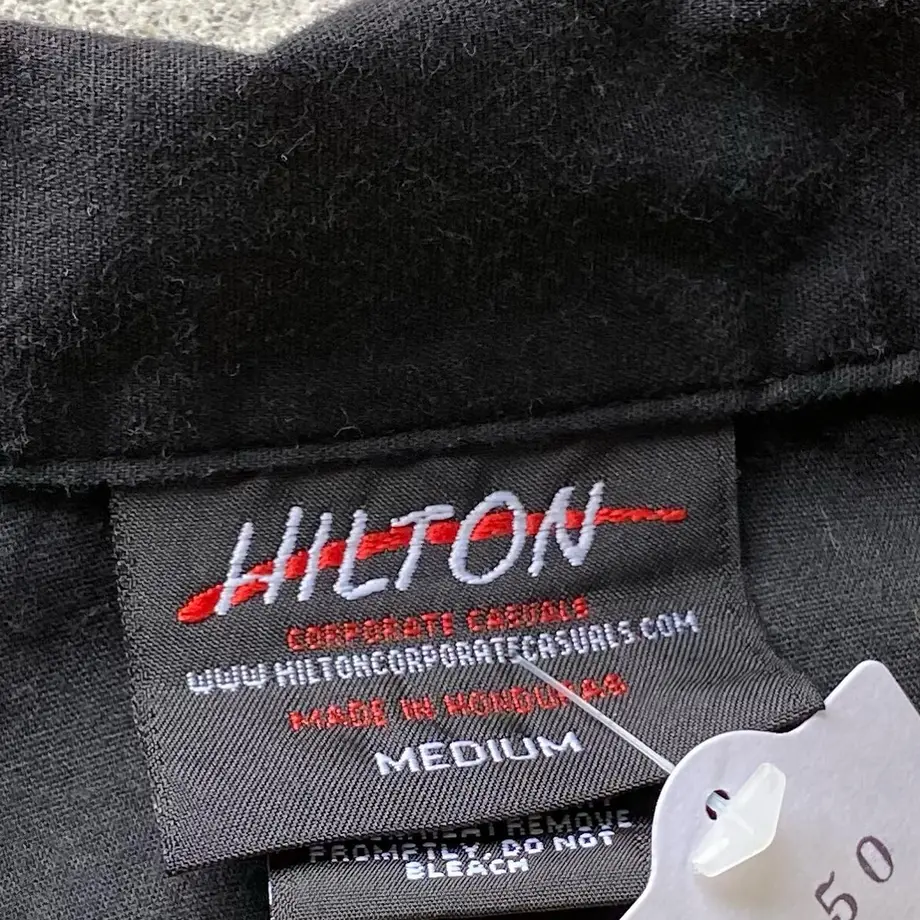 HILTON
CORPORATE CASUALS
WWW.HILTONCORPORATECASUALS.COM
MADE IN HONDURAS
MEDIUM
REMOVE
PROMPTLY, DO NOT
BLEACH
50